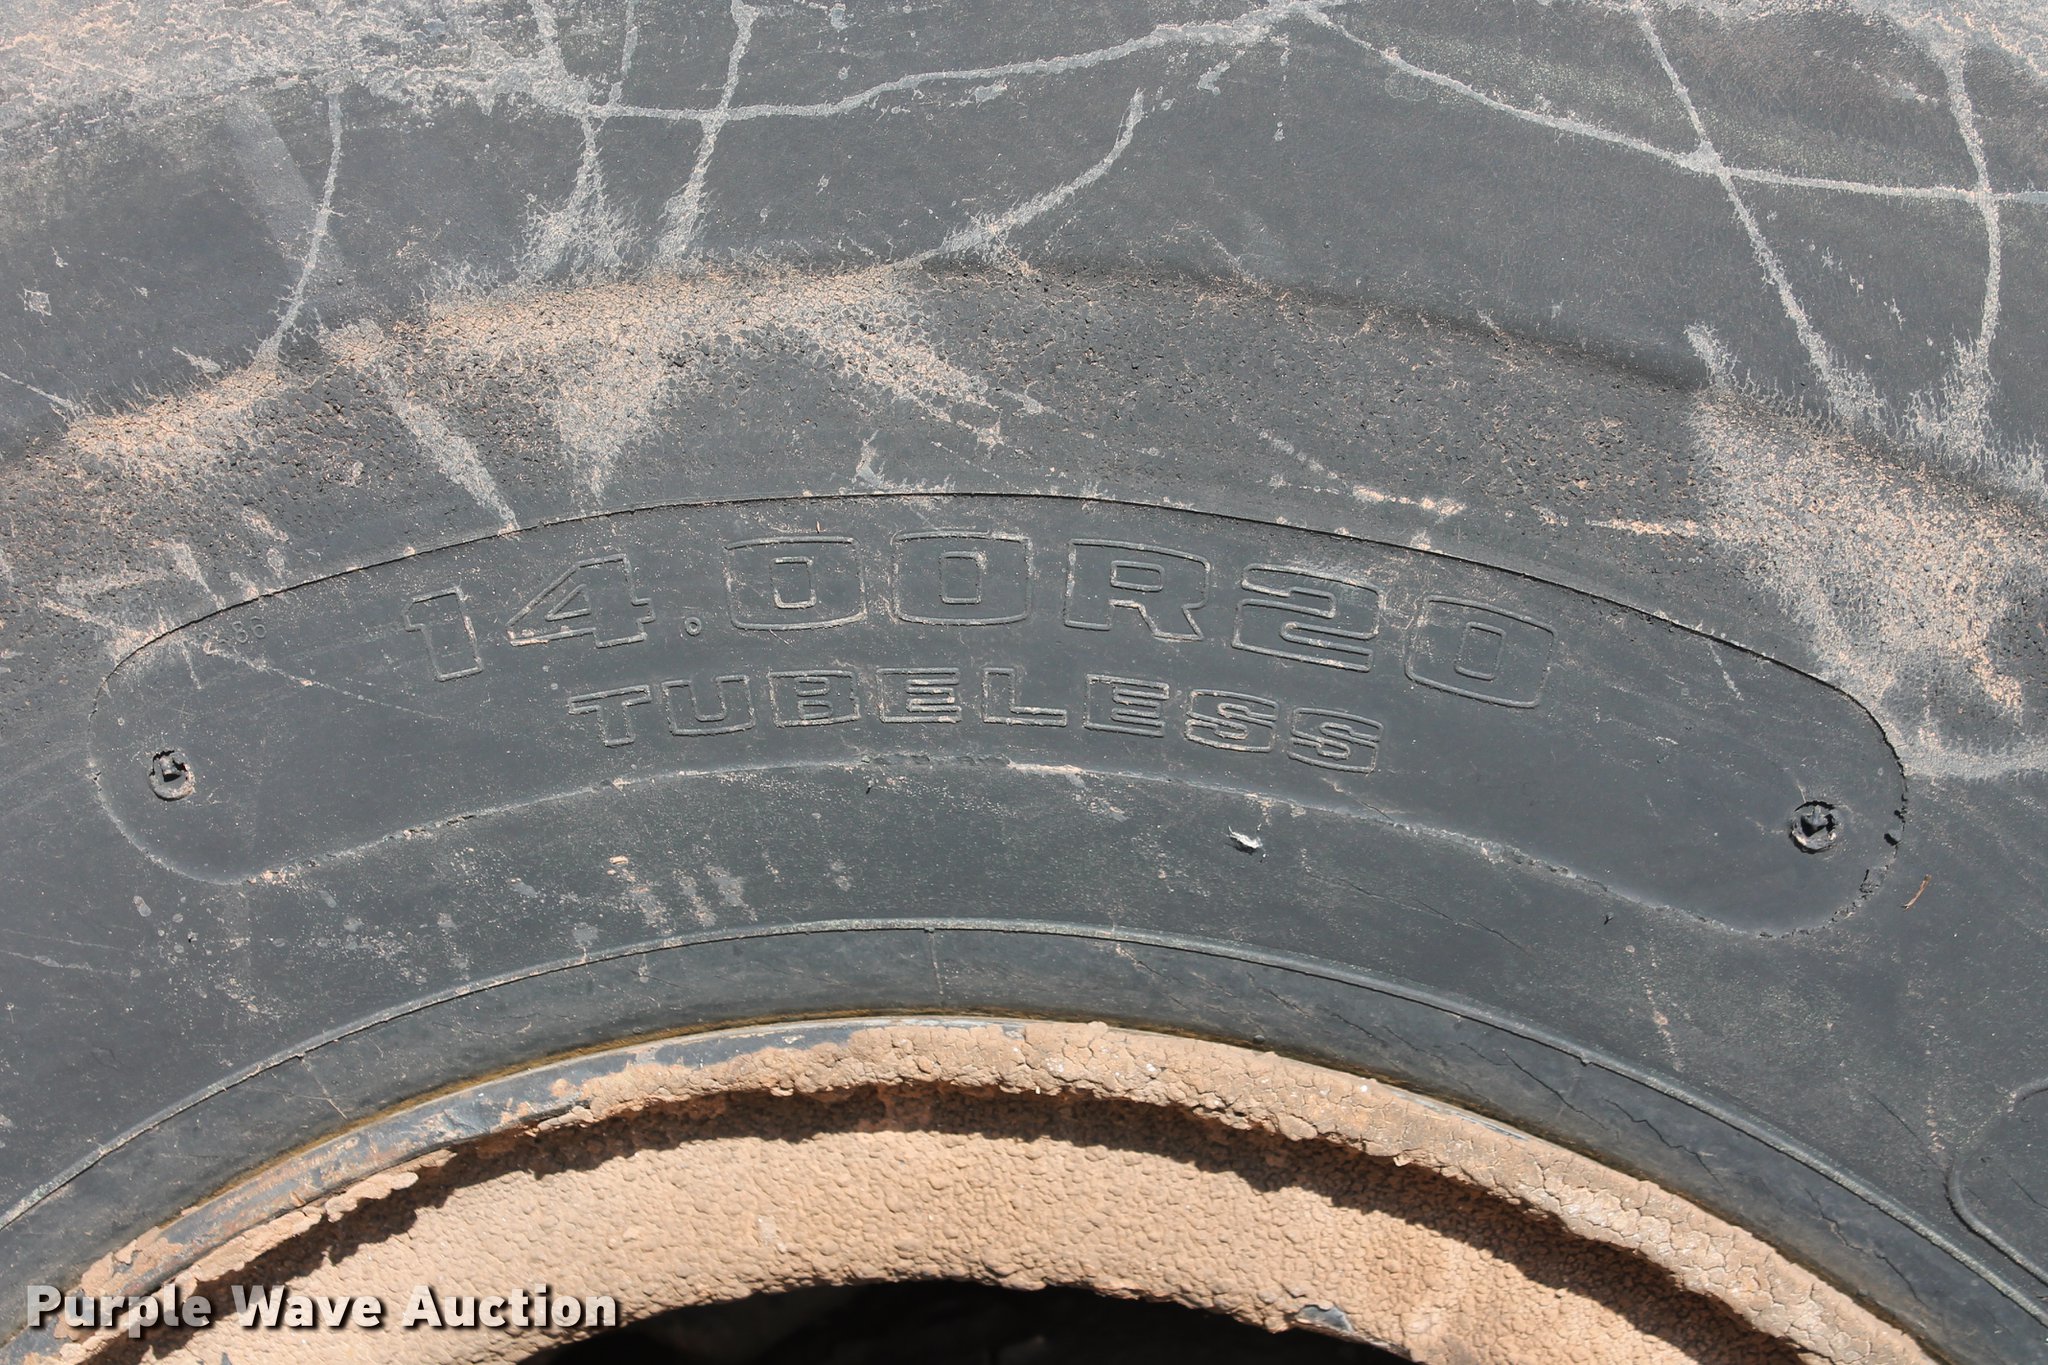 14.00R20
TUBELESS
Purple Wave Auction